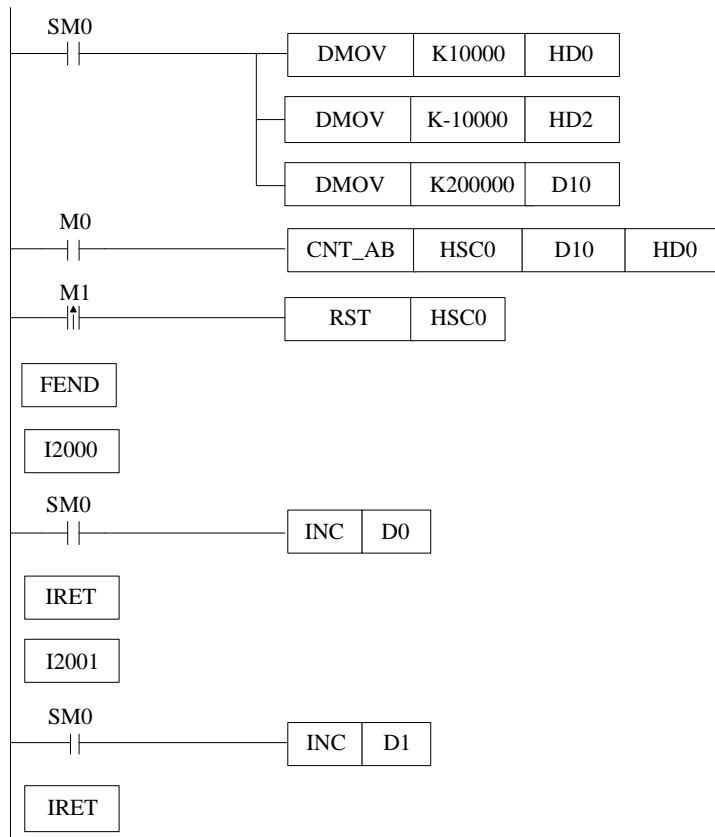 SM0
DMOV K10000 HD0
DMOV K-10000 HD2
DMOV K200000 D10
M0
CNT_AB HSC0 D10 HD0
M1
RST HSC0
FEND
I2000
SM0
INC D0
IRET
I2001
SM0
INC D1
IRET